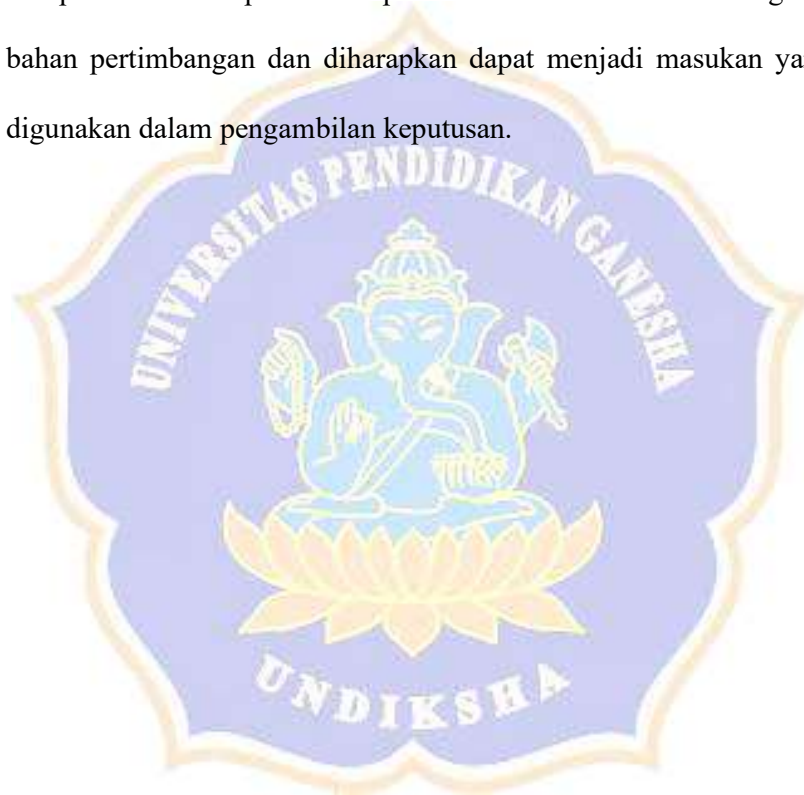 bahan pertimbangan dan diharapkan dapat menjadi masukan ya
digunakan dalam pengambilan keputusan.
UNIVERSITAS PENDIDIKAN GANESHA
UNDIKSHA